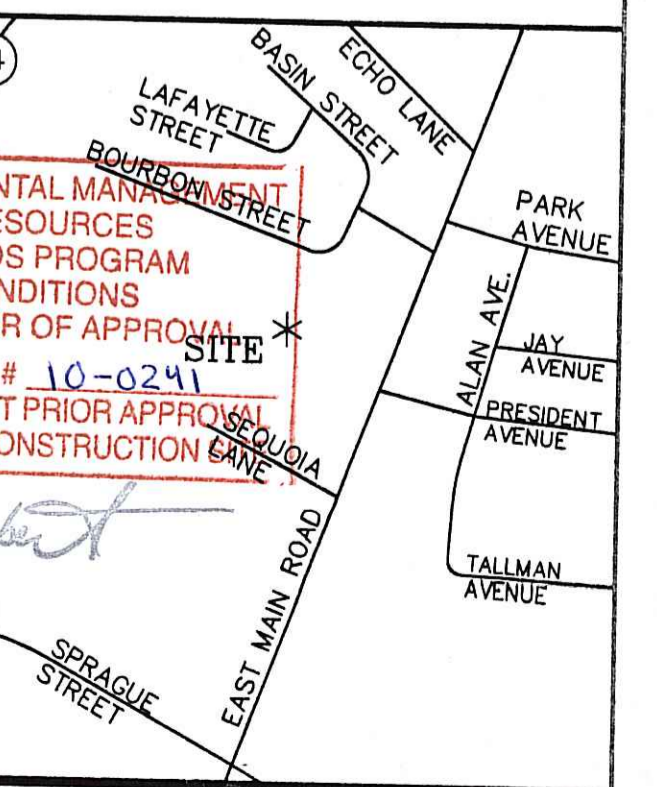 4
BASIN STREET
ECHO LANE
LAFAYETTE
STREET
BOURBON STREET
PARK
AVENUE
NTAL MANAGEMENT
ESOURCES
OS PROGRAM
NDITIONS
R OF APPROVAL
SITE
# 10-0241
T PRIOR APPROVAL
ONSTRUCTION
ALAN AVE.
JAY
AVENUE
PRESIDENT
AVENUE
SEQUOIA
LANE
TALLMAN
AVENUE
EAST MAIN ROAD
SPRAGUE
STREET